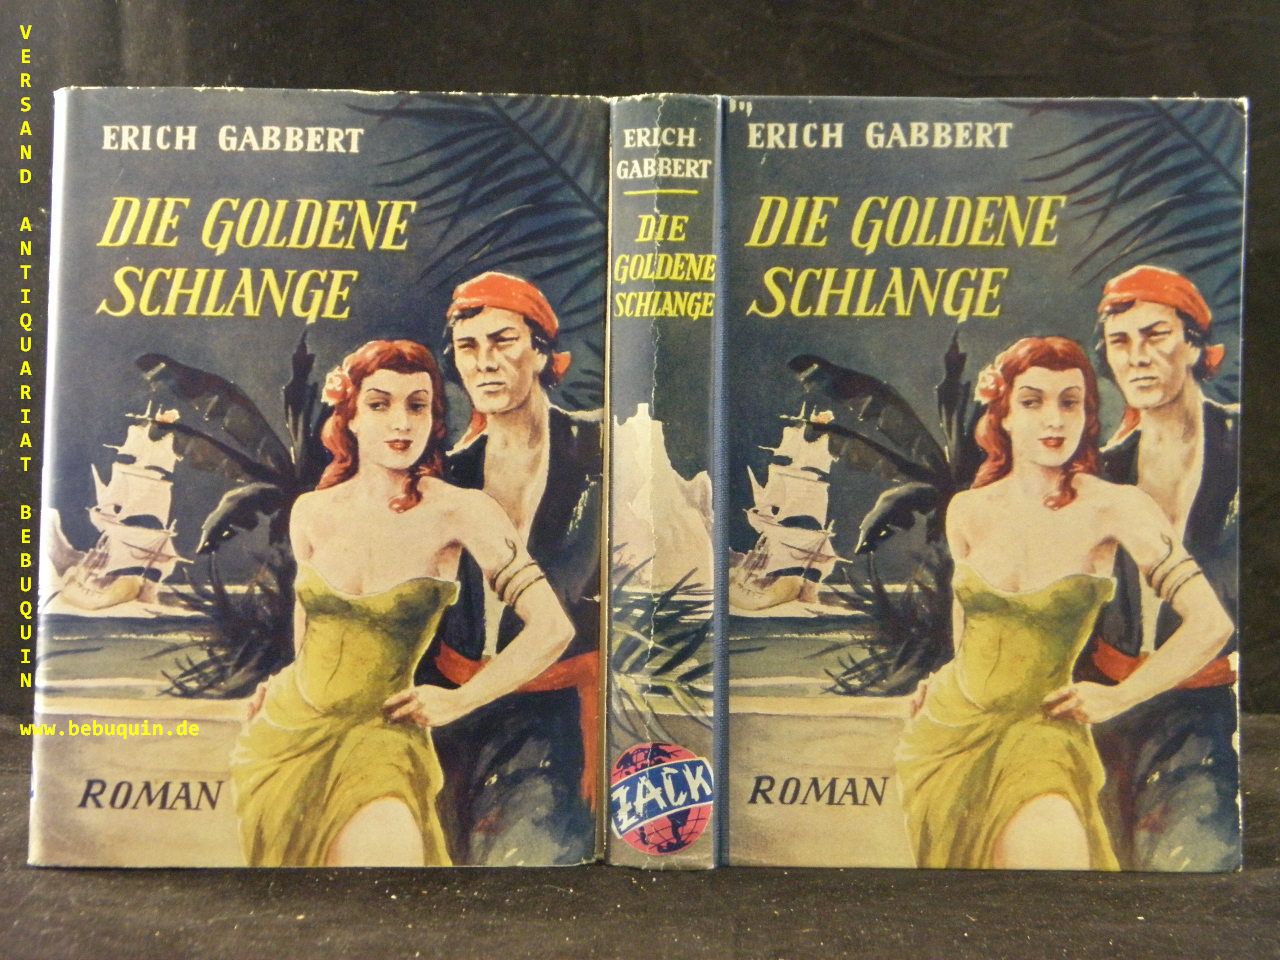 VERSAND ANTIQUARIAT BEBUQUIN
www.bebuquin.de
ERICH GABBERT
DIE GOLDENE
SCHLANGE
ROMAN
ERICH
GABBERT
DIE
GOLDENE
SCHLANGE
ZACK
ERICH GABBERT
DIE GOLDENE
SCHLANGE
ROMAN